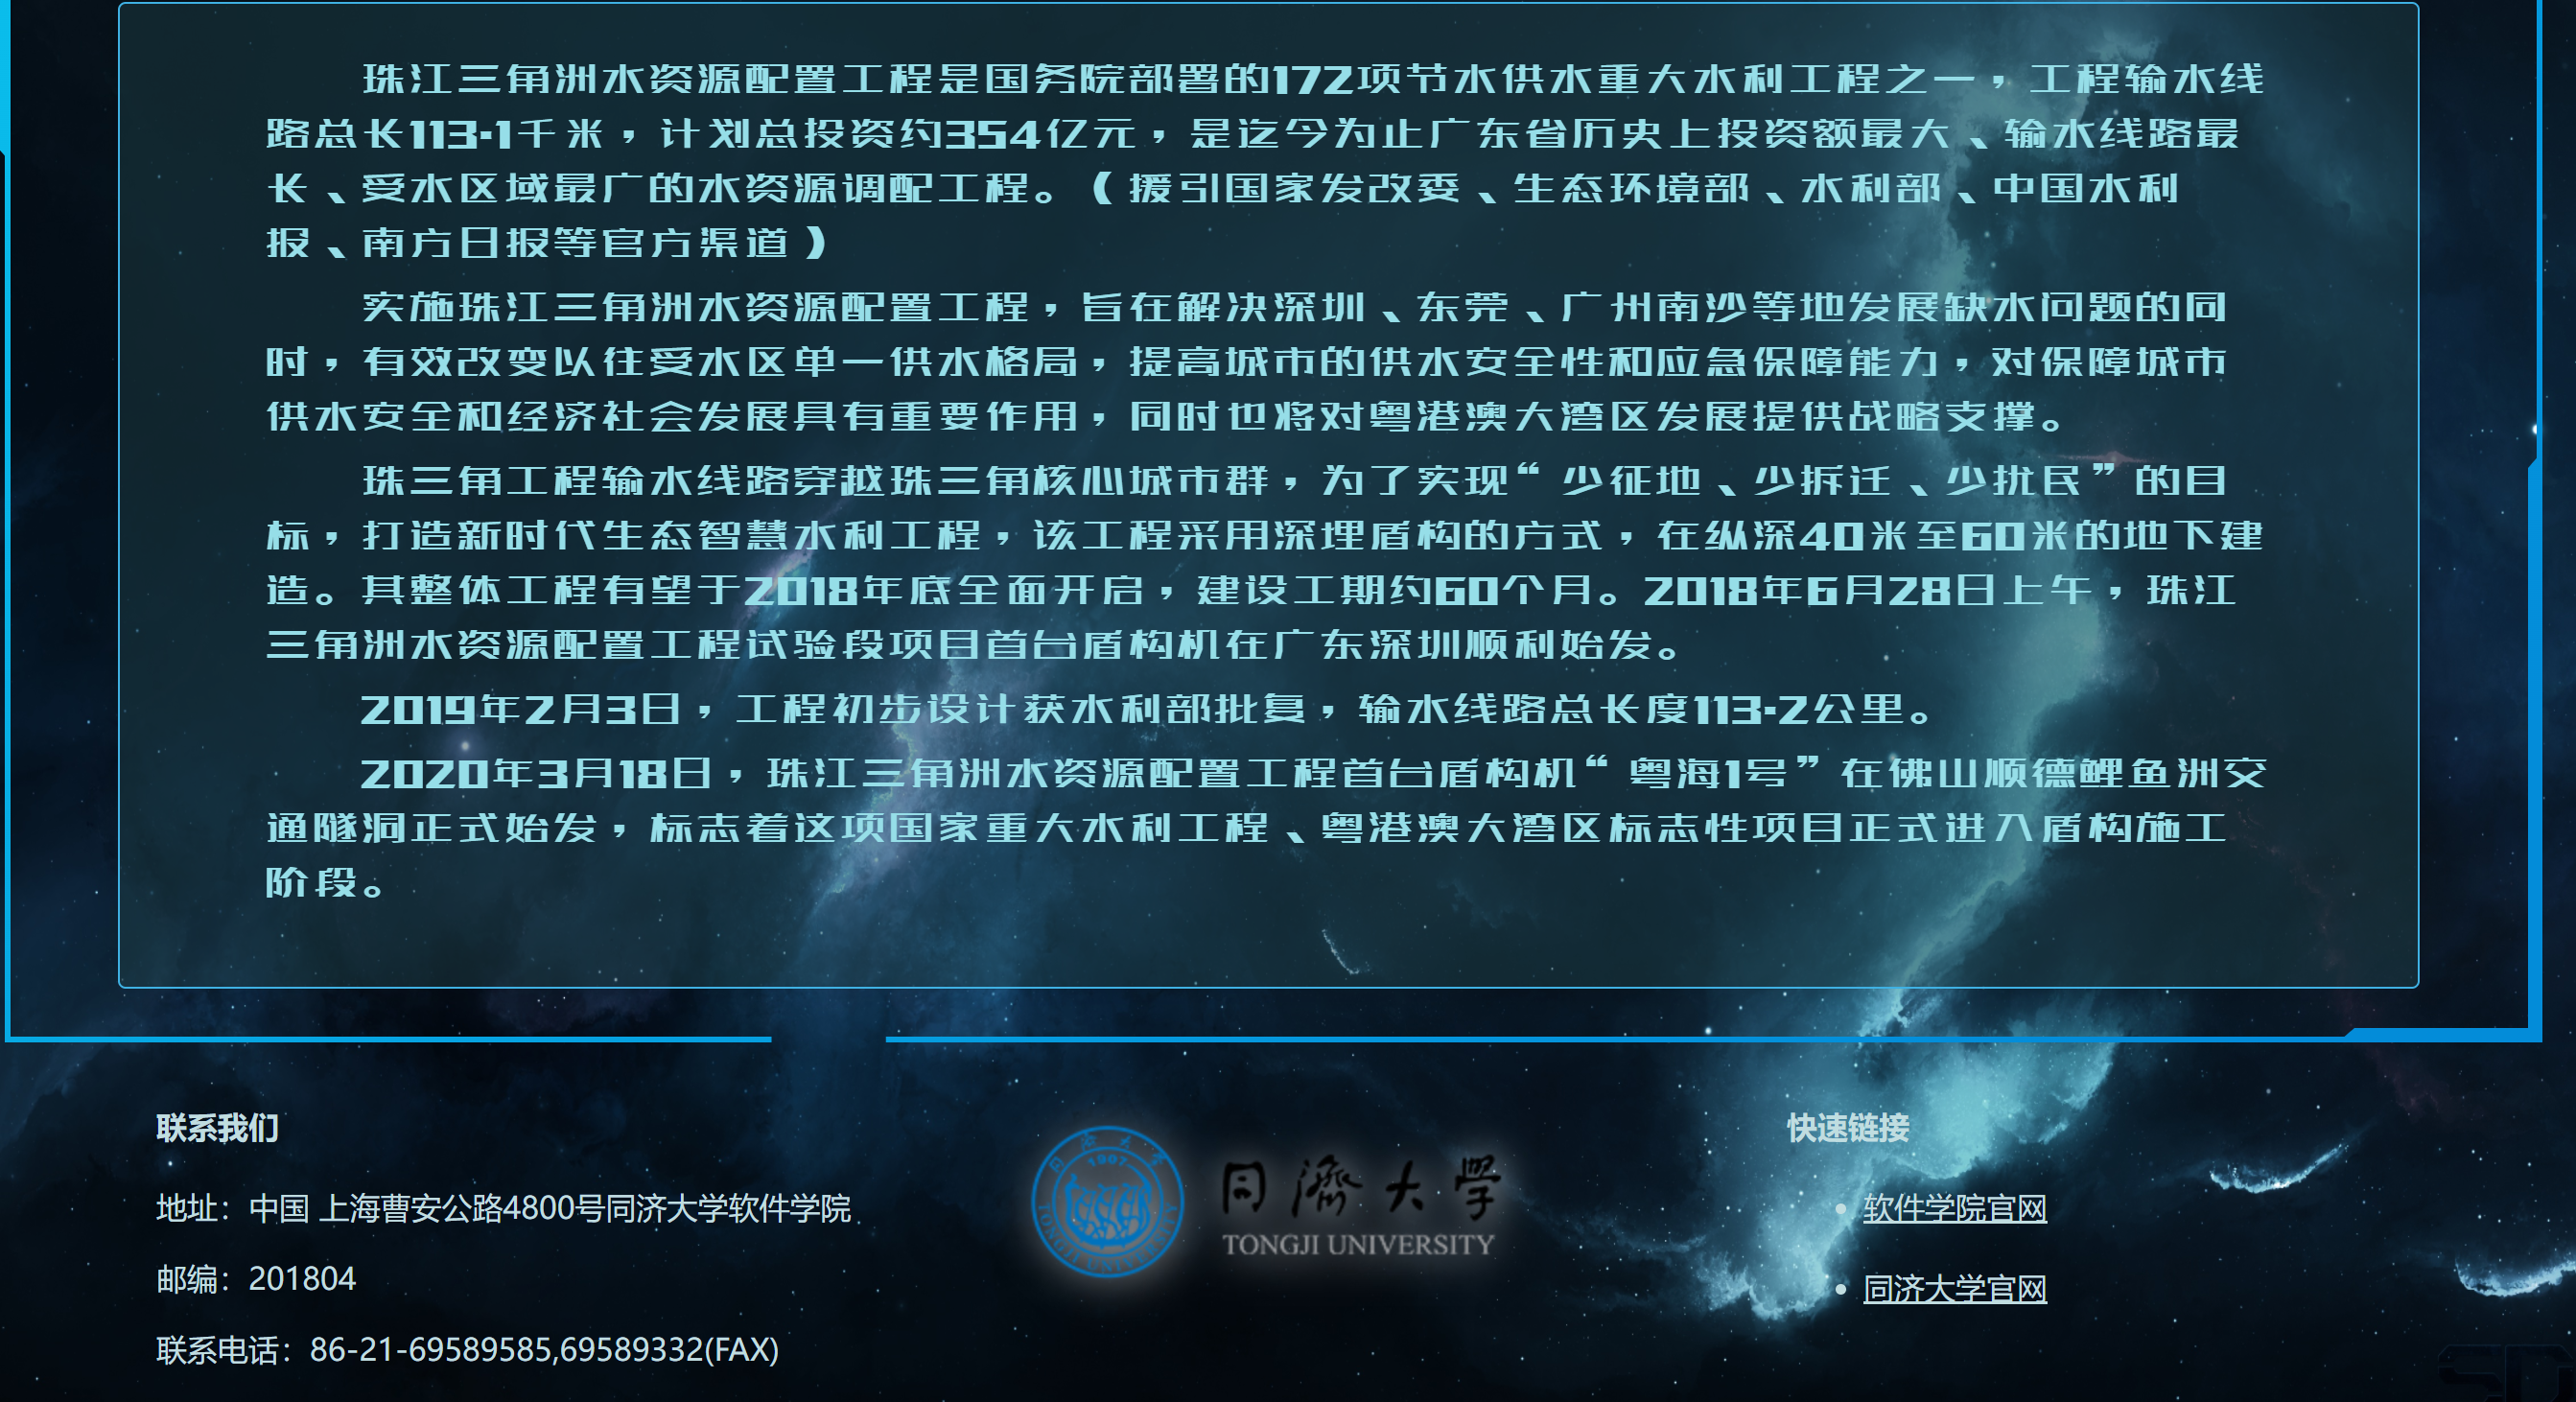 珠江三角洲水资源配置工程是国务院部署的172项节水供水重大水利工程之一，工程输水线
路总长113.1千米，计划总投资约354亿元，是迄今为止广东省历史上投资额最大、输水线路最
长、受水区域最广的水资源调配工程。（援引国家发改委、生态环境部、水利部、中国水利
报、南方日报等官方渠道）
实施珠江三角洲水资源配置工程，旨在解决深圳、东莞、广州南沙等地发展缺水问题的同
时，有效改变以往受水区单一供水格局，提高城市的供水安全性和应急保障能力，对保障城市
供水安全和经济社会发展具有重要作用，同时也将对粤港澳大湾区发展提供战略支撑。
珠三角工程输水线路穿越珠三角核心城市群，为了实现“少征地、少拆迁、少扰民”的目
标，打造新时代生态智慧水利工程，该工程采用深埋盾构的方式，在纵深40米至60米的地下建
造。其整体工程有望于2018年底全面开启，建设工期约60个月。2018年6月28日上午，珠江
三角洲水资源配置工程试验段项目首台盾构机在广东深圳顺利始发。
2019年2月3日，工程初步设计获水利部批复，输水线路总长度113.2公里。
2020年3月18日，珠江三角洲水资源配置工程首台盾构机“粤海1号”在佛山顺德鲤鱼洲交
通隧洞正式始发，标志着这项国家重大水利工程、粤港澳大湾区标志性项目正式进入盾构施工
阶段。
联系我们
地址：中国 上海曹安公路4800号同济大学软件学院
邮编：201804
联系电话：86-21-69589585,69589332(FAX)
同济大学
1907
TONGJI UNIVERSITY
同濟大學
TONGJI UNIVERSITY
快速链接
软件学院官网
同济大学官网